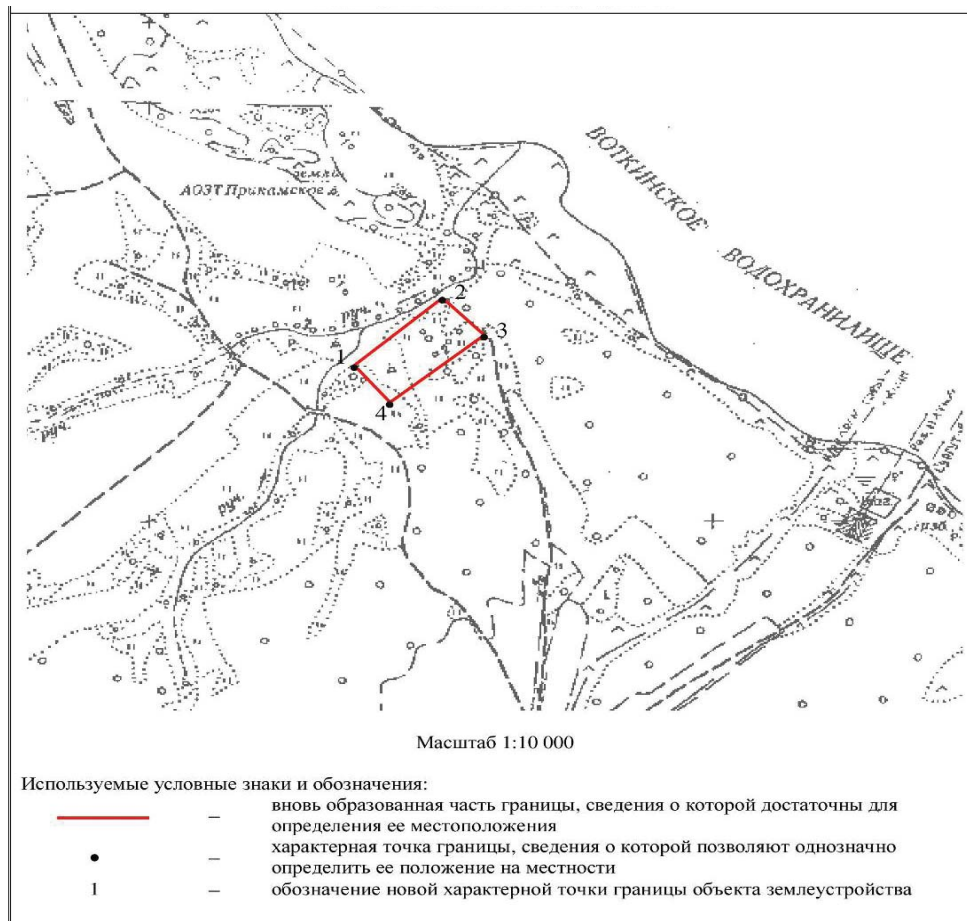 земли
АОЗТ Прикамское
ВОТКИНСКОЕ ВОДОХРАНИЛИЩЕ
руч.
2
3
1
4
руч.
руч.
Масштаб 1:10 000
Используемые условные знаки и обозначения:
– вновь образованная часть границы, сведения о которой достаточны для
определения ее местоположения
– характерная точка границы, сведения о которой позволяют однозначно
определить ее положение на местности
1 – обозначение новой характерной точки границы объекта землеустройства